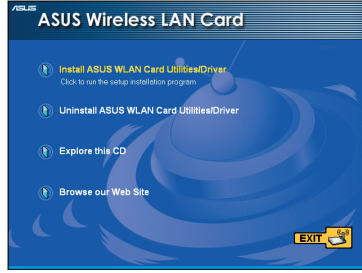 ASUS
ASUS Wireless LAN Card
Install ASUS WLAN Card Utilities/Driver
Click to run the setup installation program
Uninstall ASUS WLAN Card Utilities/Driver
Explore this CD
Browse our Web Site
EXIT